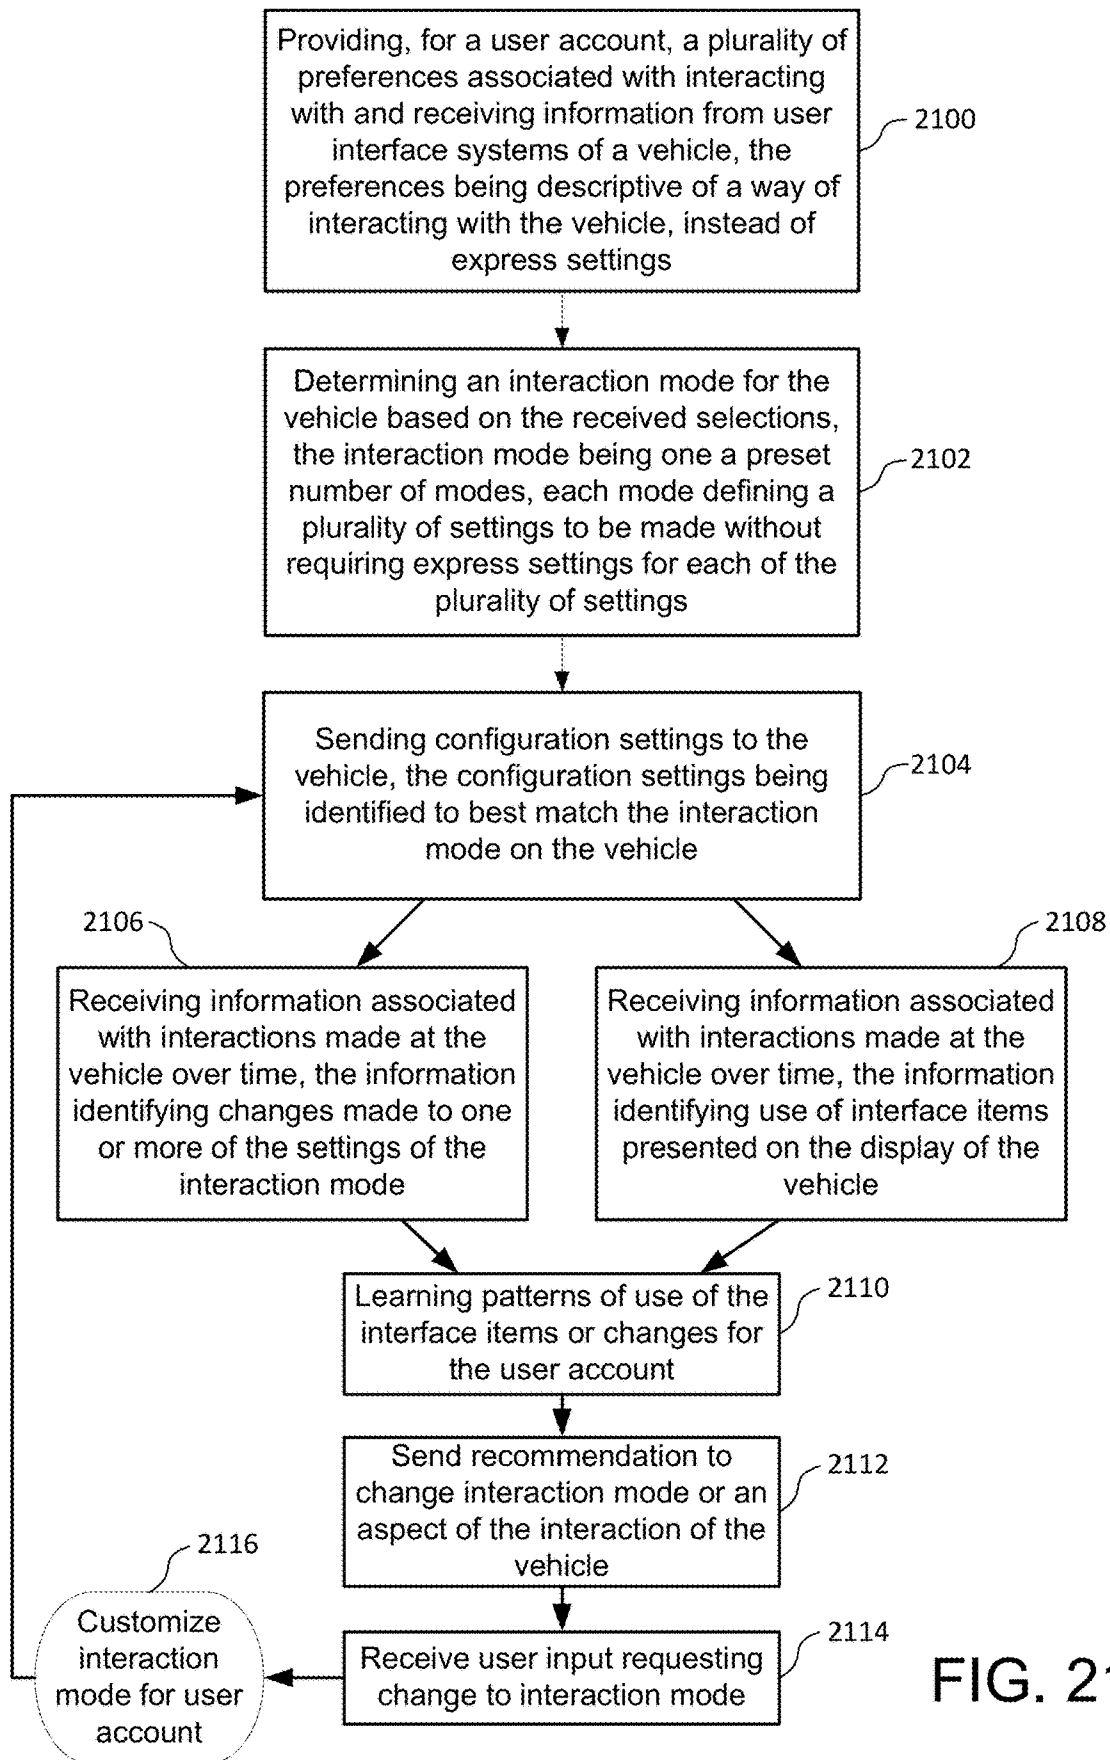 Providing, for a user account, a plurality of
preferences associated with interacting
with and receiving information from user
interface systems of a vehicle, the
preferences being descriptive of a way of
interacting with the vehicle, instead of
express settings
2100
Determining an interaction mode for the
vehicle based on the received selections,
the interaction mode being one a preset
number of modes, each mode defining a
plurality of settings to be made without
requiring express settings for each of the
plurality of settings
2102
Sending configuration settings to the
vehicle, the configuration settings being
identified to best match the interaction
mode on the vehicle
2104
2106
Receiving information associated
with interactions made at the
vehicle over time, the information
identifying changes made to one
or more of the settings of the
interaction mode
2108
Receiving information associated
with interactions made at the
vehicle over time, the information
identifying use of interface items
presented on the display of the
vehicle
Learning patterns of use of the
interface items or changes for
the user account
2110
Send recommendation to
change interaction mode or an
aspect of the interaction of the
vehicle
2112
Receive user input requesting
change to interaction mode
2114
2116
Customize
interaction
mode for user
account
FIG. 21